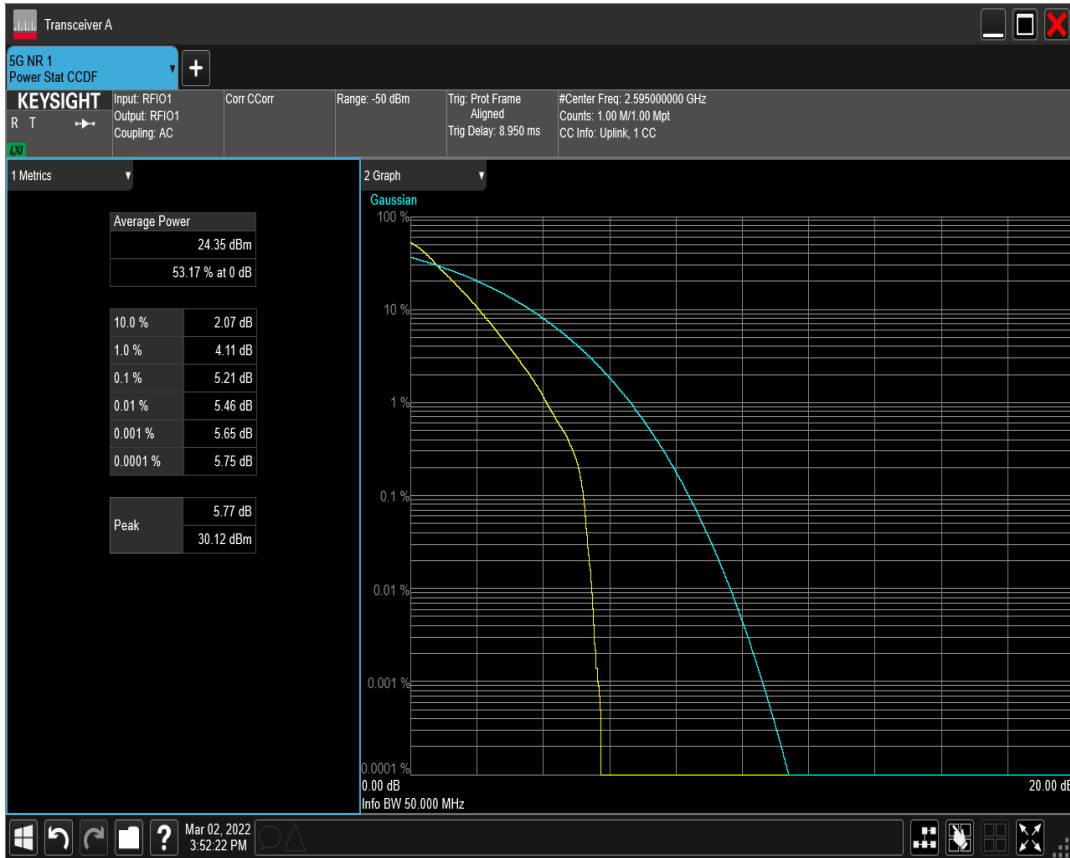 Transceiver A
5G NR 1
Power Stat CCDF
KEYSIGHT
R T
LXI
Input: RFIO1
Output: RFIO1
Coupling: AC
Corr CCorr
Range: -50 dBm
Trig: Prot Frame
Aligned
Trig Delay: 8.950 ms
#Center Freq: 2.595000000 GHz
Counts: 1.00 M/1.00 Mpt
CC Info: Uplink, 1 CC
1 Metrics
Average Power
24.35 dBm
53.17 % at 0 dB
10.0 % 2.07 dB
1.0 % 4.11 dB
0.1 % 5.21 dB
0.01 % 5.46 dB
0.001 % 5.65 dB
0.0001 % 5.75 dB
Peak
5.77 dB
30.12 dBm
2 Graph
Gaussian
100 %
10 %
1 %
0.1 %
0.01 %
0.001 %
0.0001 %
0.00 dB 20.00 dB
Info BW 50.000 MHz
Mar 02, 2022
3:52:22 PM